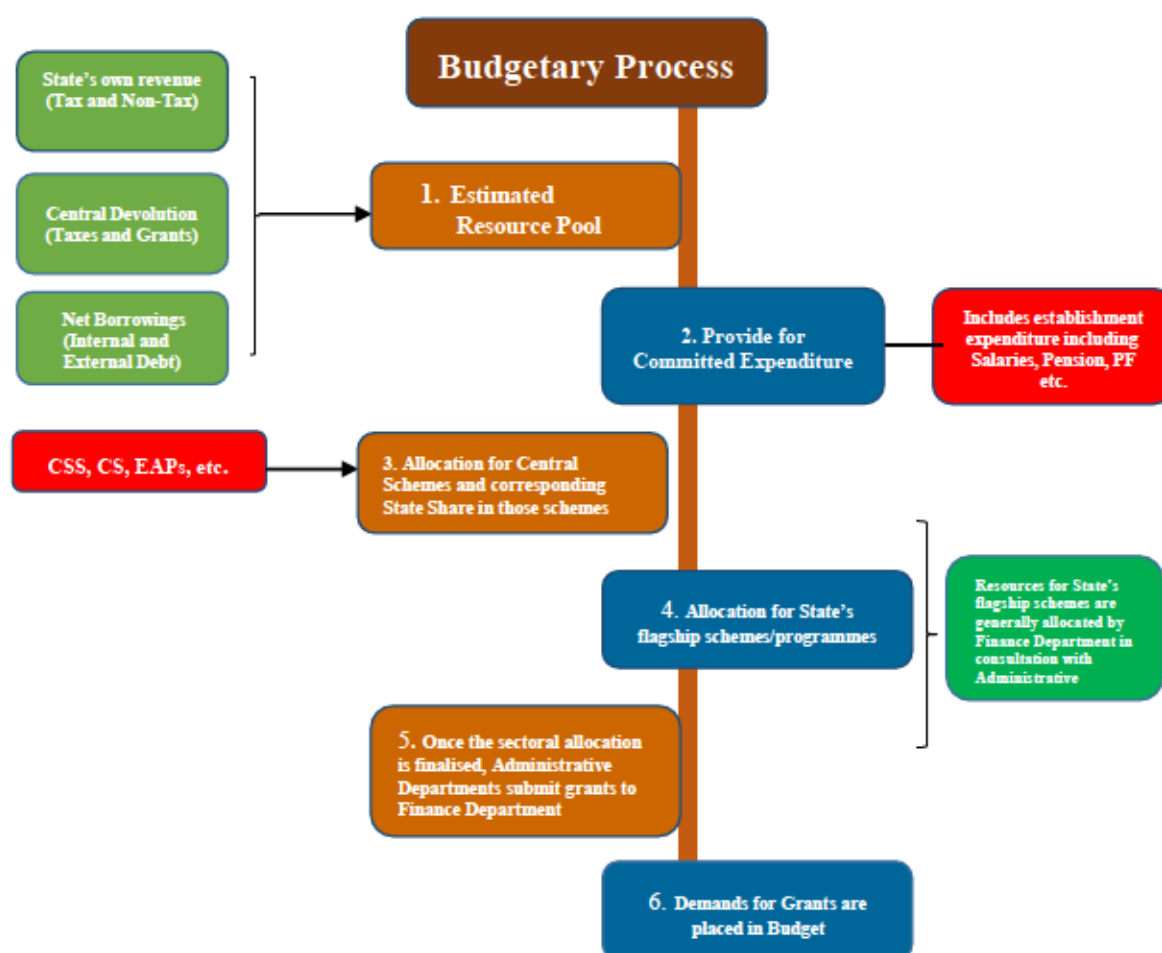 Budgetary Process
State's own revenue
(Tax and Non-Tax)
Central Devolution
(Taxes and Grants)
Net Borrowings
(Internal and
External Debt)
1. Estimated
Resource Pool
2. Provide for
Committed Expenditure
Includes establishment
expenditure including
Salaries, Pension, PF
etc.
CSS, CS, EAPs, etc.
3. Allocation for Central
Schemes and corresponding
State Share in those schemes
4. Allocation for State's
flagship schemes/programmes
Resources for State's
flagship schemes are
generally allocated by
Finance Department in
consultation with
Administrative
5. Once the sectoral allocation
is finalised, Administrative
Departments submit grants to
Finance Department
6. Demands for Grants are
placed in Budget